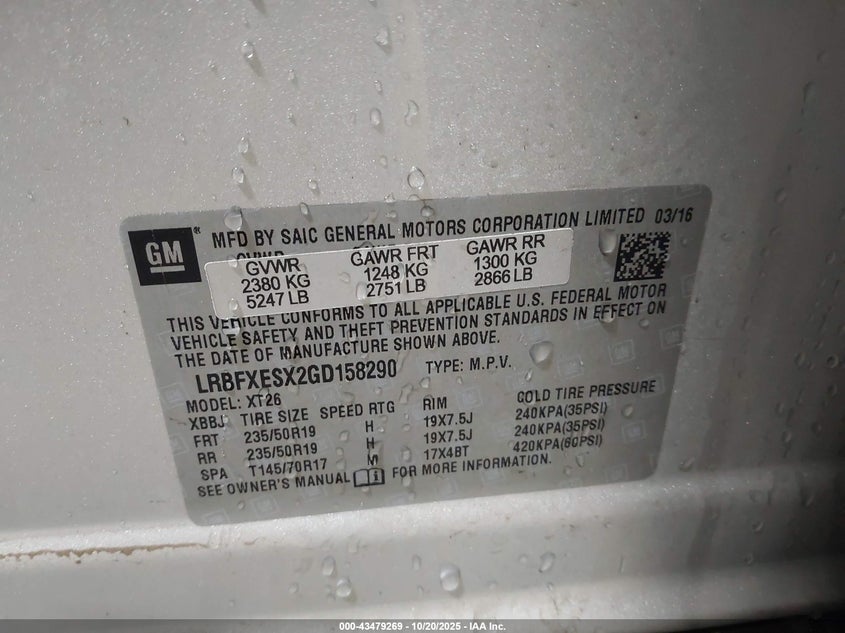 GM ® MFD BY SAIC GENERAL MOTORS CORPORATION LIMITED 03/16
GVWR GAWR FRT GAWR RR
2380 KG 1248 KG 1300 KG
5247 LB 2751 LB 2866 LB
THIS VEHICLE CONFORMS TO ALL APPLICABLE U.S. FEDERAL MOTOR
VEHICLE SAFETY AND THEFT PREVENTION STANDARDS IN EFFECT ON
THE DATE OF MANUFACTURE SHOWN ABOVE.
LRBFXESX2GD158290 TYPE: M.P.V.
MODEL: XT26
XBBJ TIRE SIZE SPEED RTG RIM COLD TIRE PRESSURE
FRT 235/50R19 H 19X7.5J 240KPA(35PSI)
RR 235/50R19 H 19X7.5J 240KPA(35PSI)
SPA T145/70R17 M 17X4BT 420KPA(60PSI)
SEE OWNER'S MANUAL FOR MORE INFORMATION.
000-43479269 - 10/20/2025 - IAA Inc.